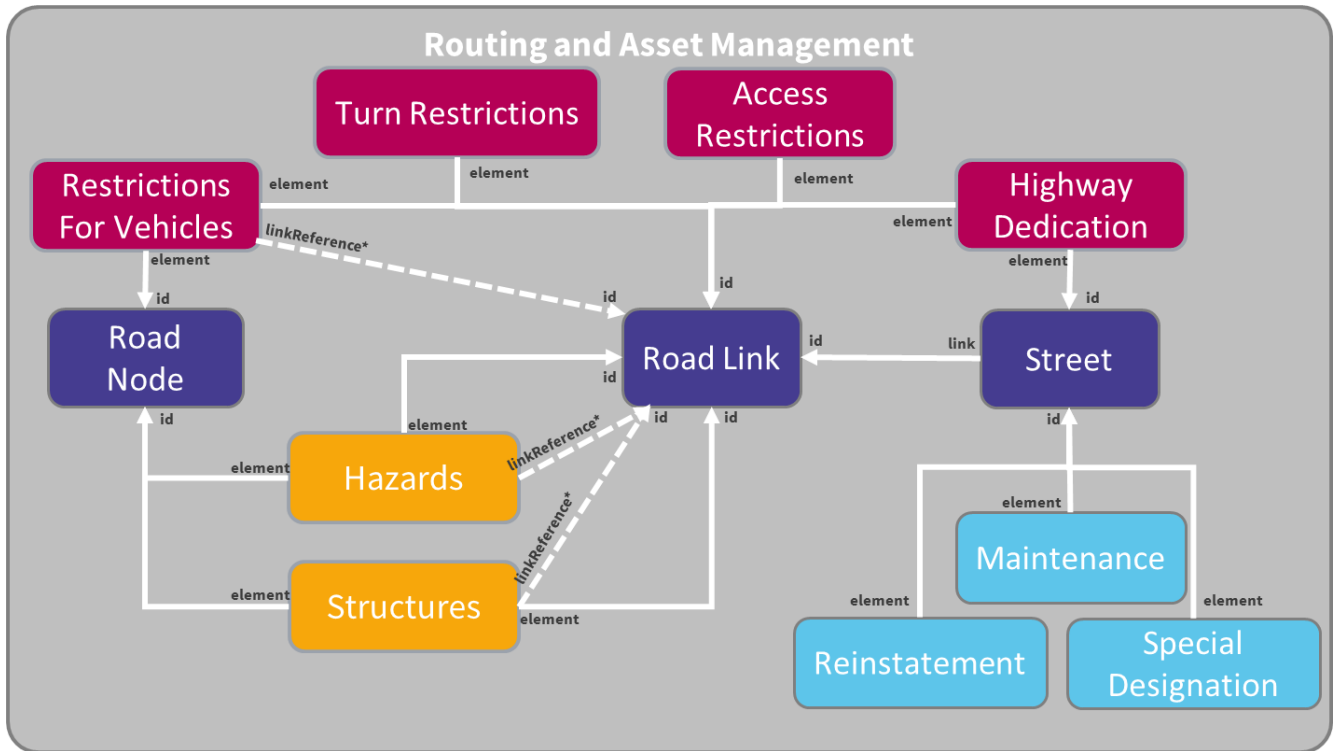 Routing and Asset Management
Turn Restrictions
Access
Restrictions
element
element
Restrictions
For Vehicles
element
Highway
Dedication
element
linkReference*
element
element
id
id
id
id
Road
Node
Road Link
id
link
Street
id
id
id
id
id
element
linkReference*
element
Hazards
linkReference*
element
Maintenance
element
Structures
element
element
element
Reinstatement
Special
Designation